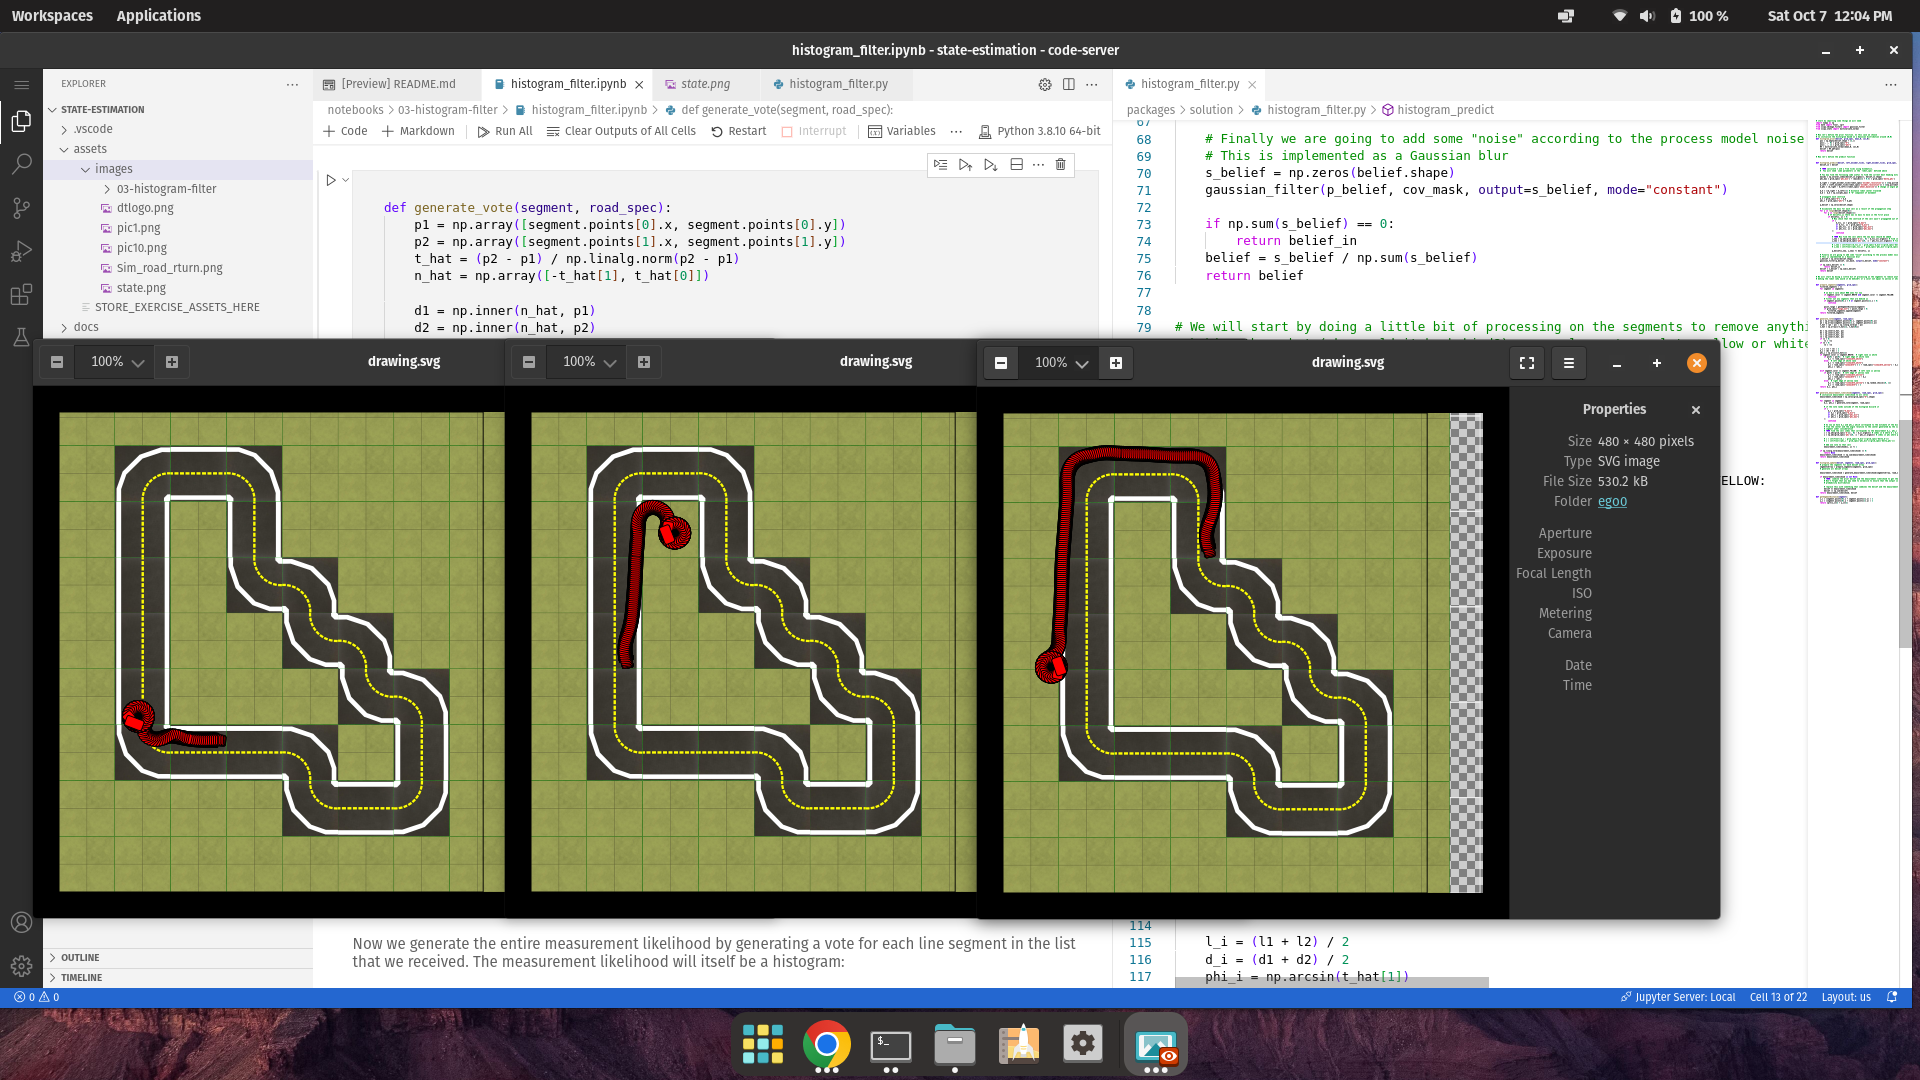 Workspaces
Applications
100 %
Sat Oct 7 12:04 PM
histogram_filter.ipynb - state-estimation - code-server
EXPLORER
STATE-ESTIMATION
.vscode
assets
images
03-histogram-filter
dtlogo.png
pic1.png
pic10.png
Sim_road_rturn.png
state.png
STORE_EXERCISE_ASSETS_HERE
docs
OUTLINE
TIMELINE
[Preview] README.md
histogram_filter.ipynb
state.png
histogram_filter.py
notebooks > 03-histogram-filter > histogram_filter.ipynb > def generate_vote(segment, road_spec):
+ Code + Markdown Run All Clear Outputs of All Cells Restart Interrupt Variables Python 3.8.10 64-bit
def generate_vote(segment, road_spec):
p1 = np.array([segment.points[0].x, segment.points[0].y])
p2 = np.array([segment.points[1].x, segment.points[1].y])
t_hat = (p2 - p1) / np.linalg.norm(p2 - p1)
n_hat = np.array([-t_hat[1], t_hat[0]])
d1 = np.inner(n_hat, p1)
d2 = np.inner(n_hat, p2)
histogram_filter.py
packages > solution > histogram_filter.py > histogram_predict
67
68 # Finally we are going to add some "noise" according to the process model noise
69 # This is implemented as a Gaussian blur
70 s_belief = np.zeros(belief.shape)
71 gaussian_filter(p_belief, cov_mask, output=s_belief, mode="constant")
72
73 if np.sum(s_belief) == 0:
74 return belief_in
75 belief = s_belief / np.sum(s_belief)
76 return belief
77
78
79 # We will start by doing a little bit of processing on the segments to remove anythi
ELLOW:
100%
drawing.svg
100%
drawing.svg
100%
drawing.svg
Properties
Size 480 × 480 pixels
Type SVG image
File Size 530.2 kB
Folder ego0
Aperture
Exposure
Focal Length
ISO
Metering
Camera
Date
Time
Now we generate the entire measurement likelihood by generating a vote for each line segment in the list
that we received. The measurement likelihood will itself be a histogram:
114
115 l_i = (l1 + l2) / 2
116 d_i = (d1 + d2) / 2
117 phi_i = np.arcsin(t_hat[1])
0 0
Jupyter Server: Local
Cell 13 of 22
Layout: us
$_